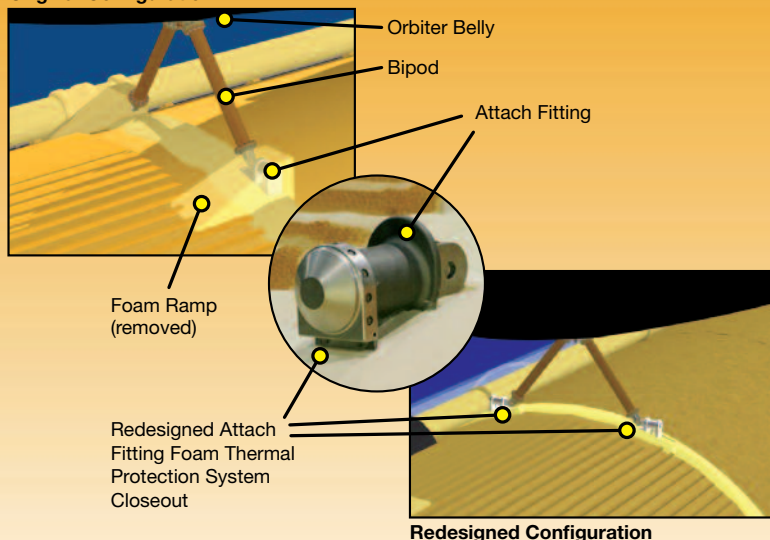 Orbiter Belly
Bipod
Attach Fitting
Foam Ramp
(removed)
Redesigned Attach
Fitting Foam Thermal
Protection System
Closeout
Redesigned Configuration